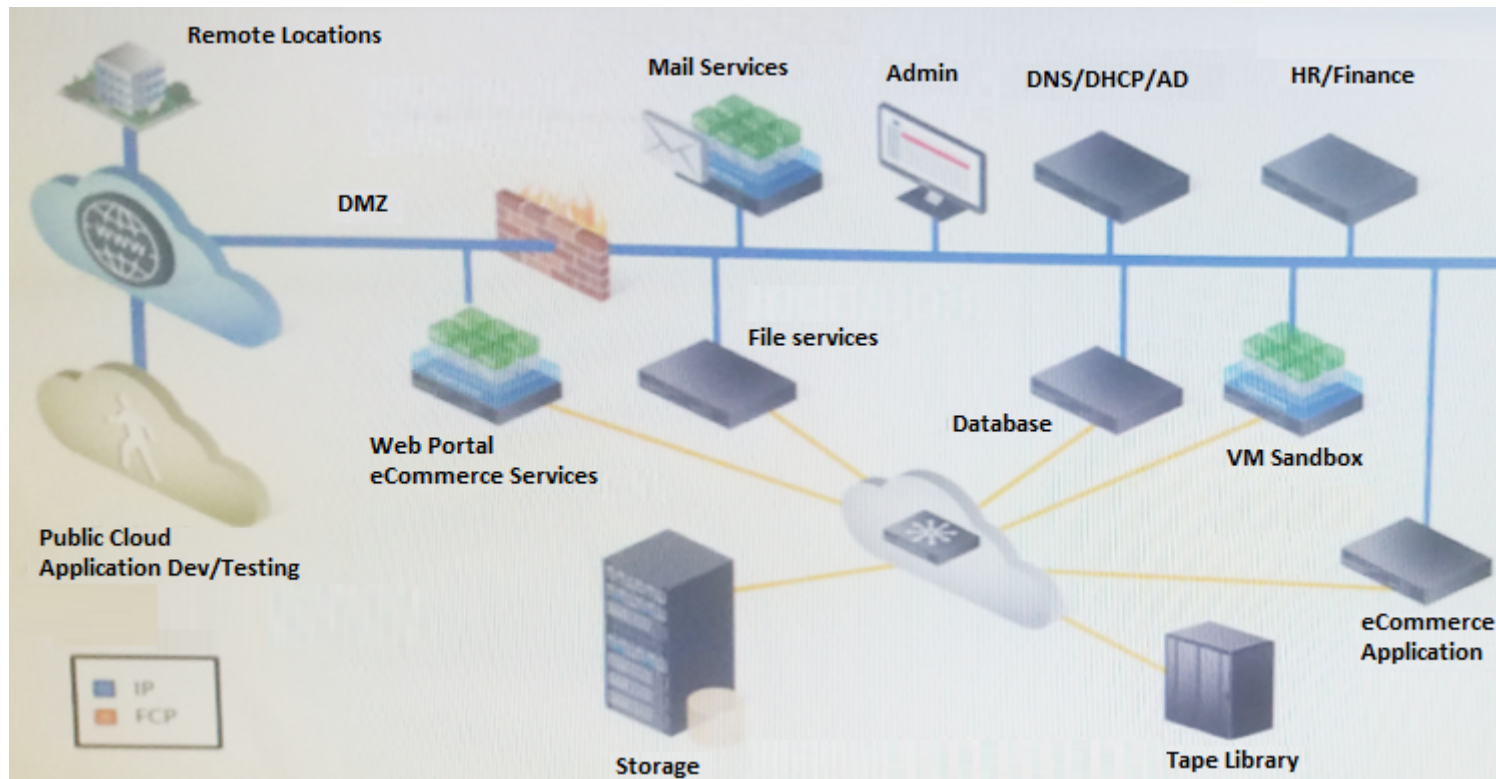 Remote Locations
Mail Services
Admin
DNS/DHCP/AD
HR/Finance
www
DMZ
File services
Database
Web Portal
eCommerce Services
VM Sandbox
Public Cloud
Application Dev/Testing
eCommerce
Application
IP
FCP
Storage
Tape Library